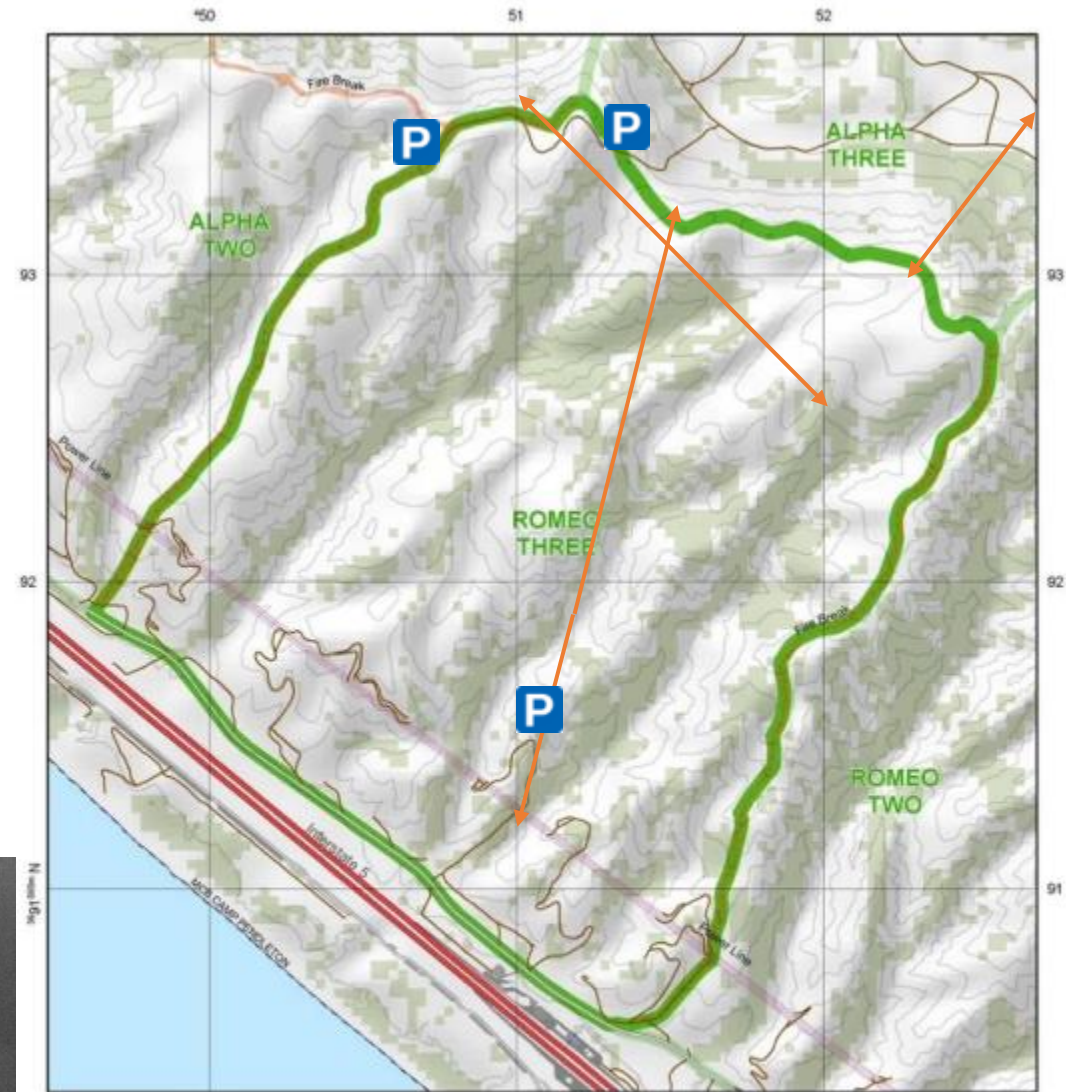 ⁴50
51
52
Fire Break
P
P
ALPHA
THREE
ALPHA
TWO
93
93
Power Line
ROMEO
THREE
92
92
Fire Break
P
ROMEO
TWO
Interstate 5
91
MCB CAMP PENDLETON
Power Line